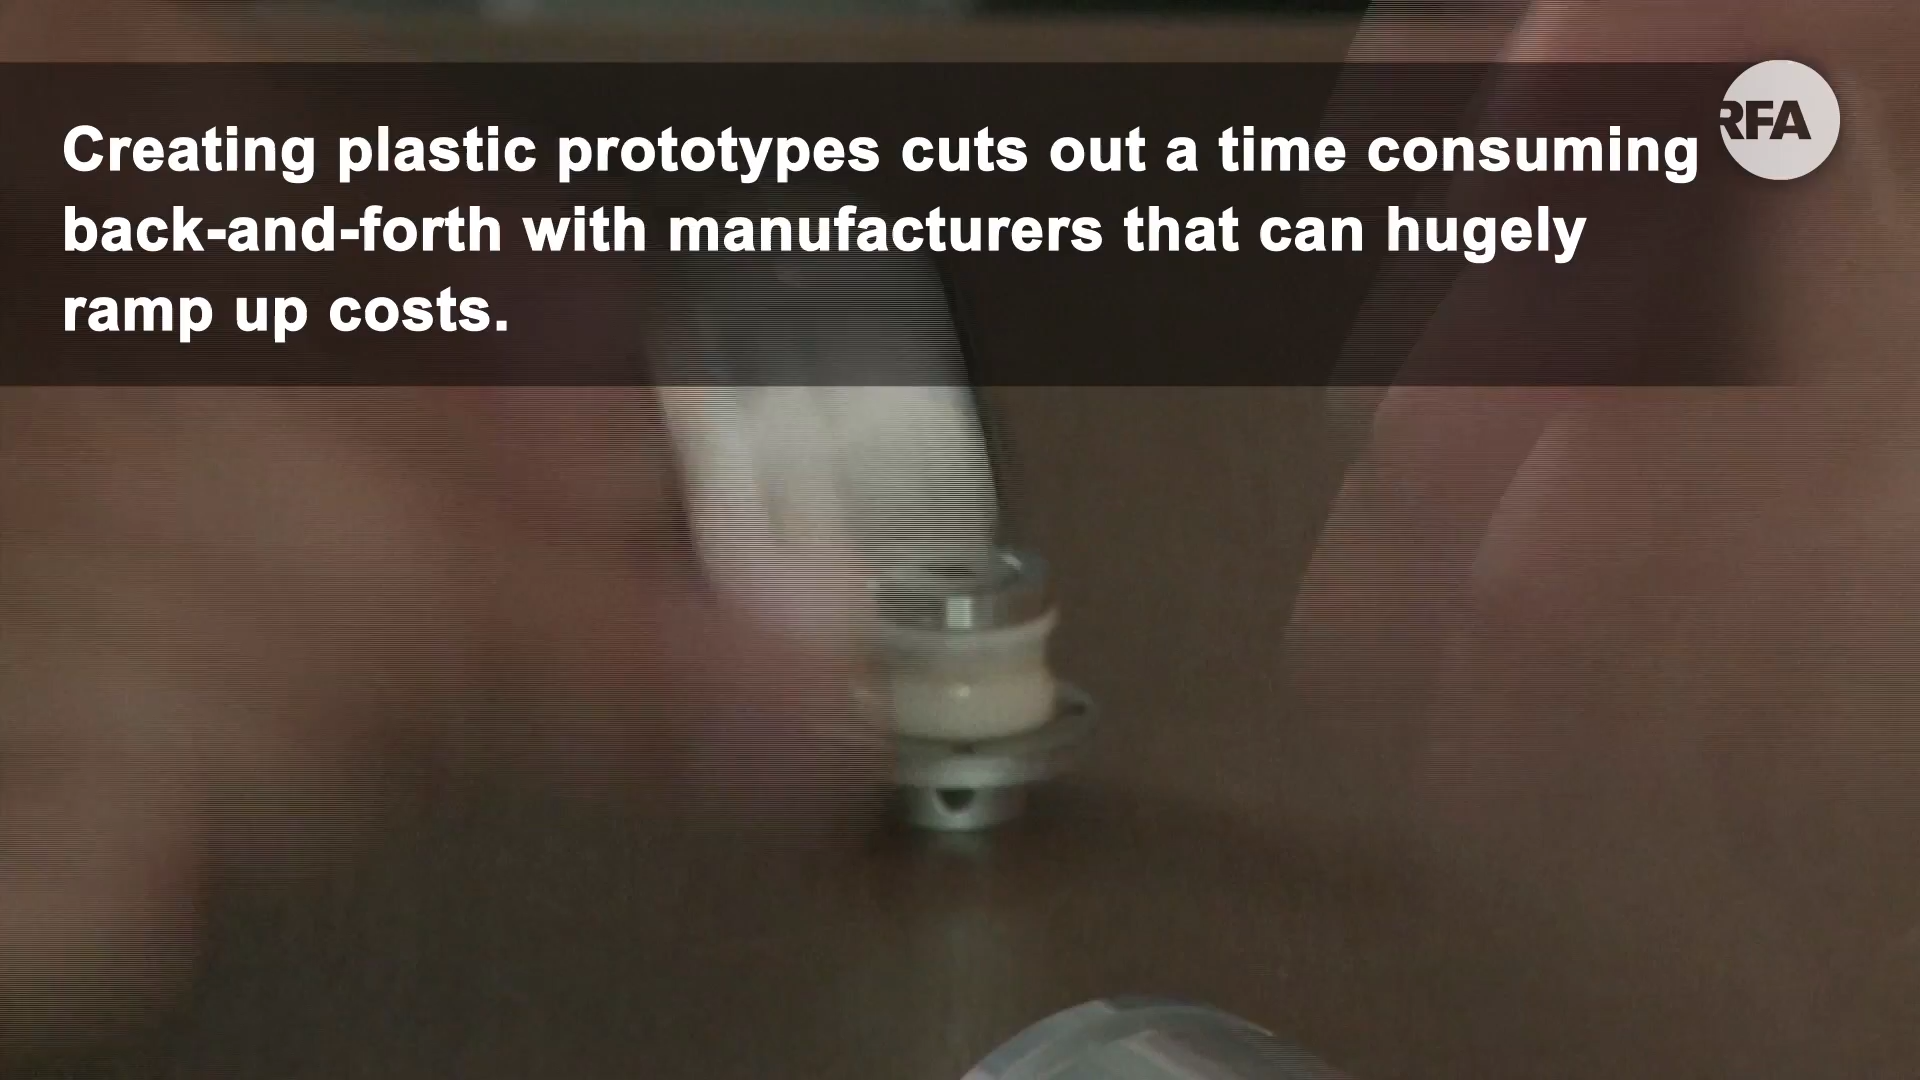 Creating plastic prototypes cuts out a time consuming
back-and-forth with manufacturers that can hugely
ramp up costs.
RFA